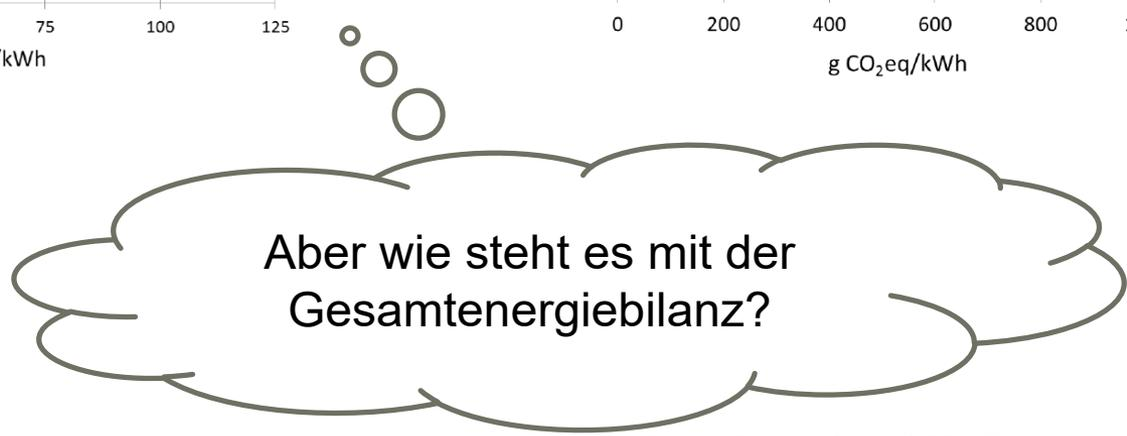 75 100 125
/kWh
0 200 400 600 800
g CO₂eq/kWh
Aber wie steht es mit der
Gesamtenergiebilanz?